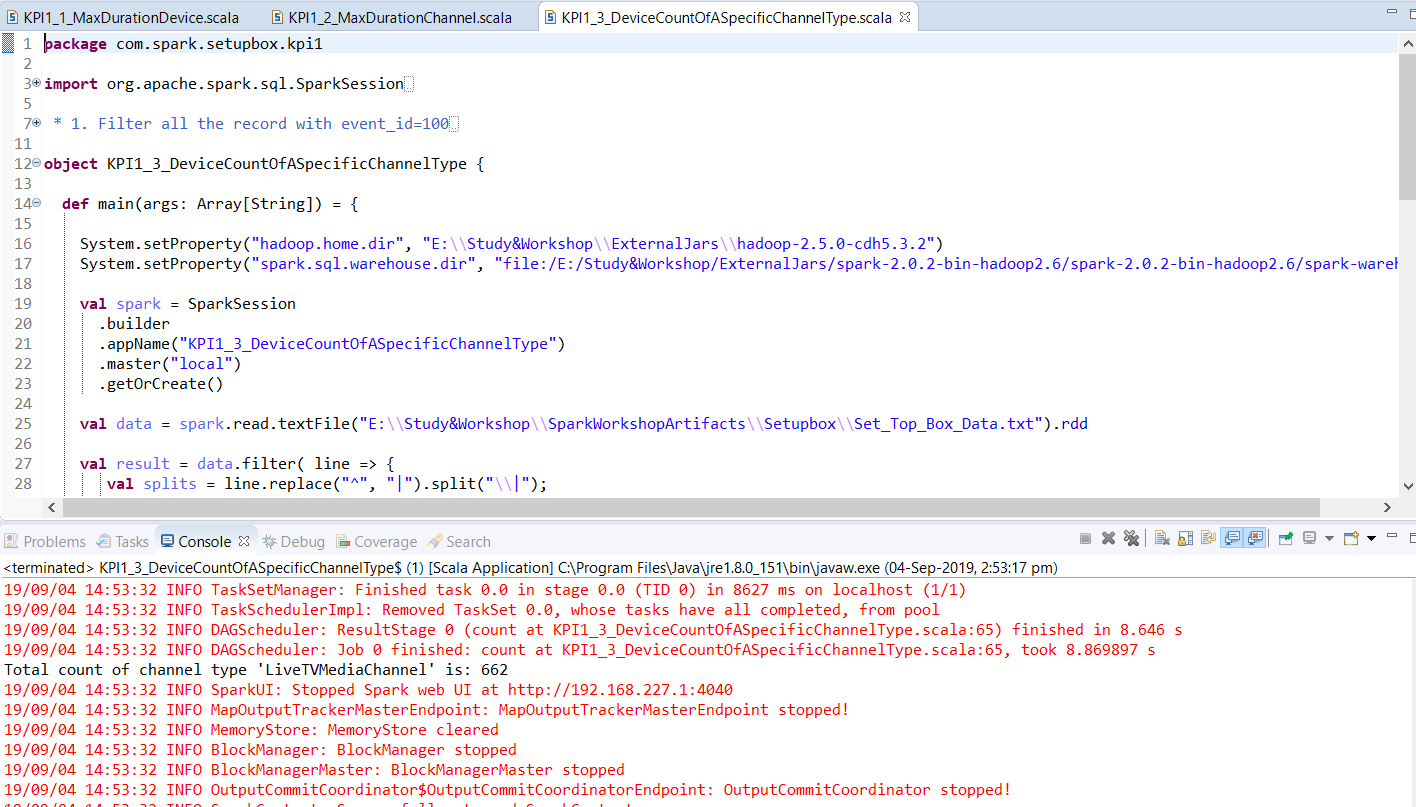 KPI1_1_MaxDurationDevice.scala KPI1_2_MaxDurationChannel.scala KPI1_3_DeviceCountOfASpecificChannelType.scala
1 package com.spark.setupbox.kpi1
2
3 import org.apache.spark.sql.SparkSession
5
7 * 1. Filter all the record with event_id=100
11
12 object KPI1_3_DeviceCountOfASpecificChannelType {
13
14 def main(args: Array[String]) = {
15
16 System.setProperty("hadoop.home.dir", "E:\\Study&Workshop\\ExternalJars\\hadoop-2.5.0-cdh5.3.2")
17 System.setProperty("spark.sql.warehouse.dir", "file:/E:/Study&Workshop/ExternalJars/spark-2.0.2-bin-hadoop2.6/spark-2.0.2-bin-hadoop2.6/spark-wareh
18
19 val spark = SparkSession
20 .builder
21 .appName("KPI1_3_DeviceCountOfASpecificChannelType")
22 .master("local")
23 .getOrCreate()
24
25 val data = spark.read.textFile("E:\\Study&Workshop\\SparkWorkshopArtifacts\\Setupbox\\Set_Top_Box_Data.txt").rdd
26
27 val result = data.filter( line => {
28 val splits = line.replace("^", "|").split("\\|");
Problems Tasks Console Debug Coverage Search
<terminated> KPI1_3_DeviceCountOfASpecificChannelType$ (1) [Scala Application] C:\Program Files\Java\jre1.8.0_151\bin\javaw.exe (04-Sep-2019, 2:53:17 pm)
19/09/04 14:53:32 INFO TaskSetManager: Finished task 0.0 in stage 0.0 (TID 0) in 8627 ms on localhost (1/1)
19/09/04 14:53:32 INFO TaskSchedulerImpl: Removed TaskSet 0.0, whose tasks have all completed, from pool
19/09/04 14:53:32 INFO DAGScheduler: ResultStage 0 (count at KPI1_3_DeviceCountOfASpecificChannelType.scala:65) finished in 8.646 s
19/09/04 14:53:32 INFO DAGScheduler: Job 0 finished: count at KPI1_3_DeviceCountOfASpecificChannelType.scala:65, took 8.869897 s
Total count of channel type 'LiveTVMediaChannel' is: 662
19/09/04 14:53:32 INFO SparkUI: Stopped Spark web UI at http://192.168.227.1:4040
19/09/04 14:53:32 INFO MapOutputTrackerMasterEndpoint: MapOutputTrackerMasterEndpoint stopped!
19/09/04 14:53:32 INFO MemoryStore: MemoryStore cleared
19/09/04 14:53:32 INFO BlockManager: BlockManager stopped
19/09/04 14:53:32 INFO BlockManagerMaster: BlockManagerMaster stopped
19/09/04 14:53:32 INFO OutputCommitCoordinator$OutputCommitCoordinatorEndpoint: OutputCommitCoordinator stopped!